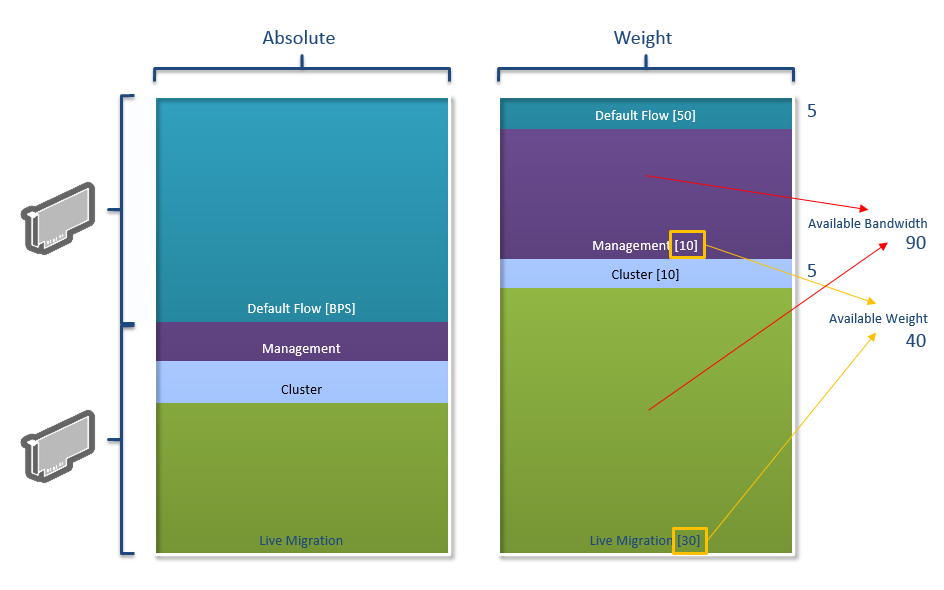 Absolute
Weight
Default Flow [50]
5
Available Bandwidth
90
Management [10]
Cluster [10]
5
Default Flow [BPS]
Available Weight
40
Management
Cluster
Live Migration
Live Migration [30]